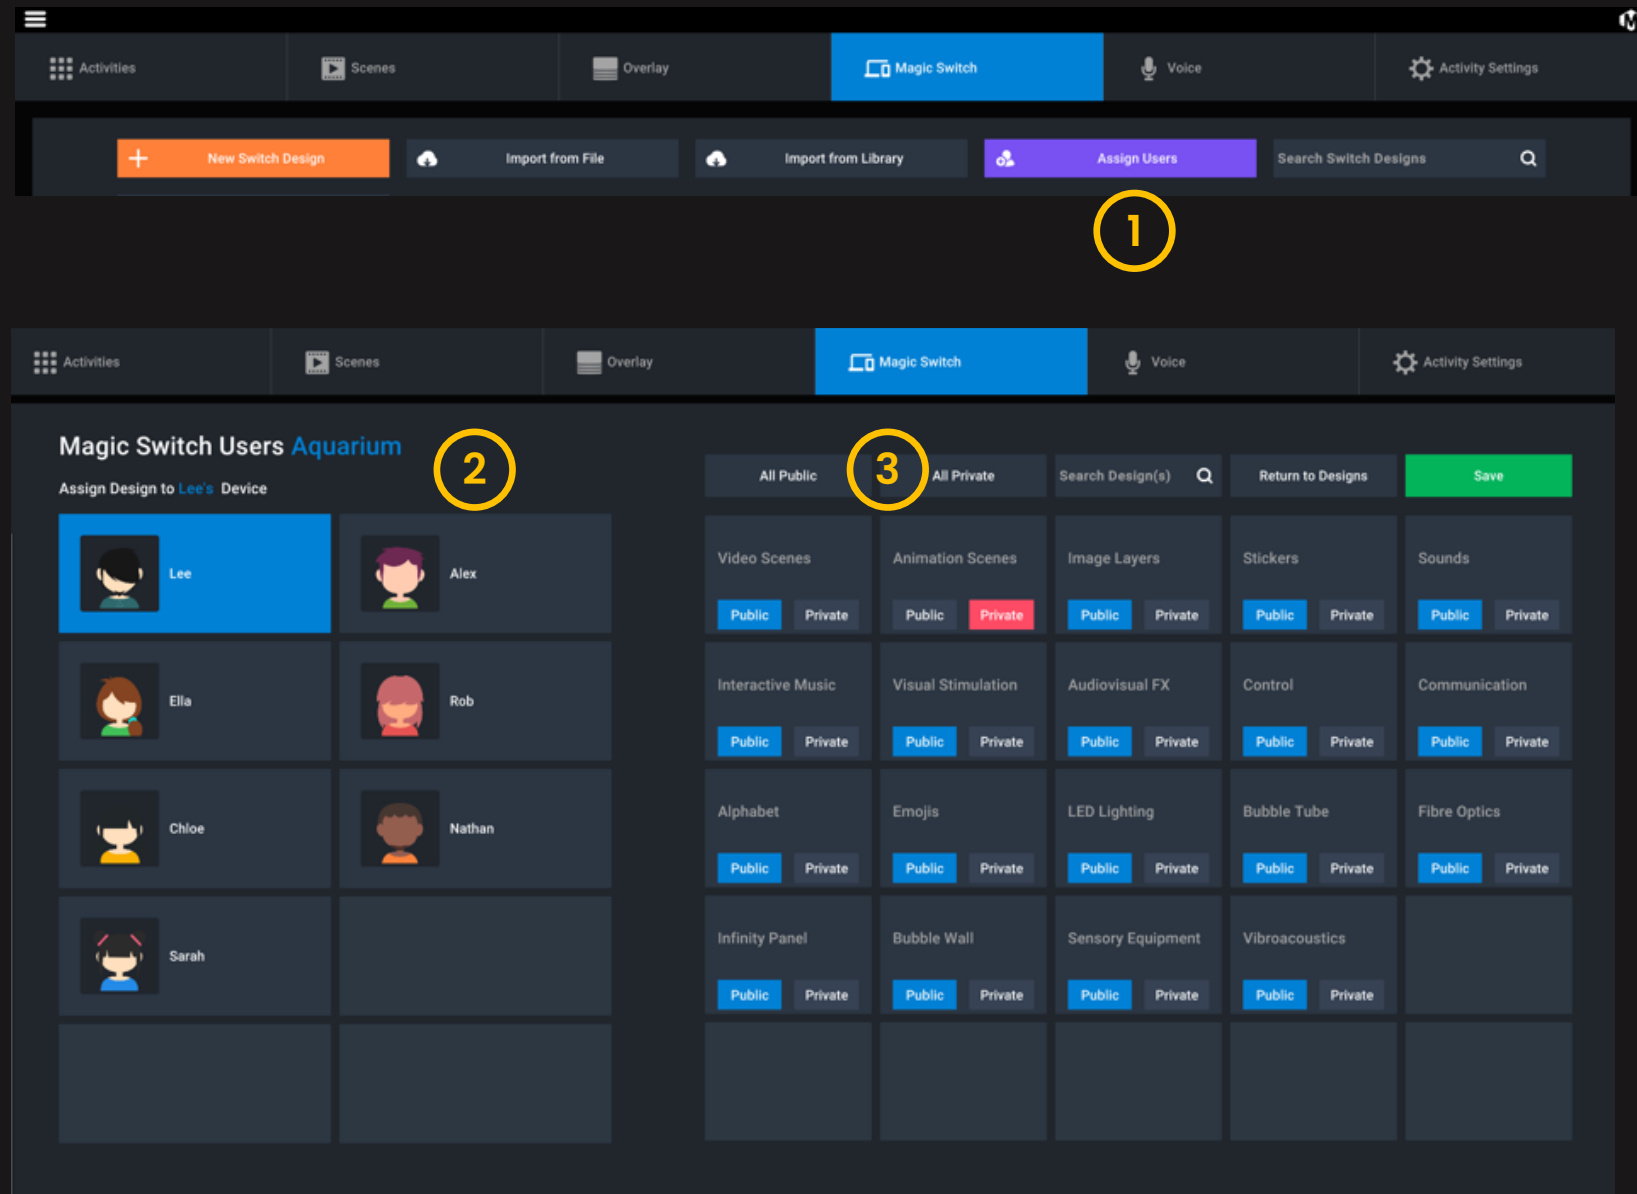 Activities Scenes Overlay Magic Switch Voice Activity Settings
New Switch Design Import from File Import from Library Assign Users Search Switch Designs
1
Activities Scenes Overlay Magic Switch Voice Activity Settings
Magic Switch Users Aquarium
2
Assign Design to Lee's Device
Lee
Alex
Ella
Rob
Chloe
Nathan
Sarah
3
All Public All Private Search Design(s) Return to Designs Save
Video Scenes Animation Scenes Image Layers Stickers Sounds
Public Private Public Private Public Private Public Private Public Private
Interactive Music Visual Stimulation Audiovisual FX Control Communication
Public Private Public Private Public Private Public Private Public Private
Alphabet Emojis LED Lighting Bubble Tube Fibre Optics
Public Private Public Private Public Private Public Private Public Private
Infinity Panel Bubble Wall Sensory Equipment Vibroacoustics
Public Private Public Private Public Private Public Private